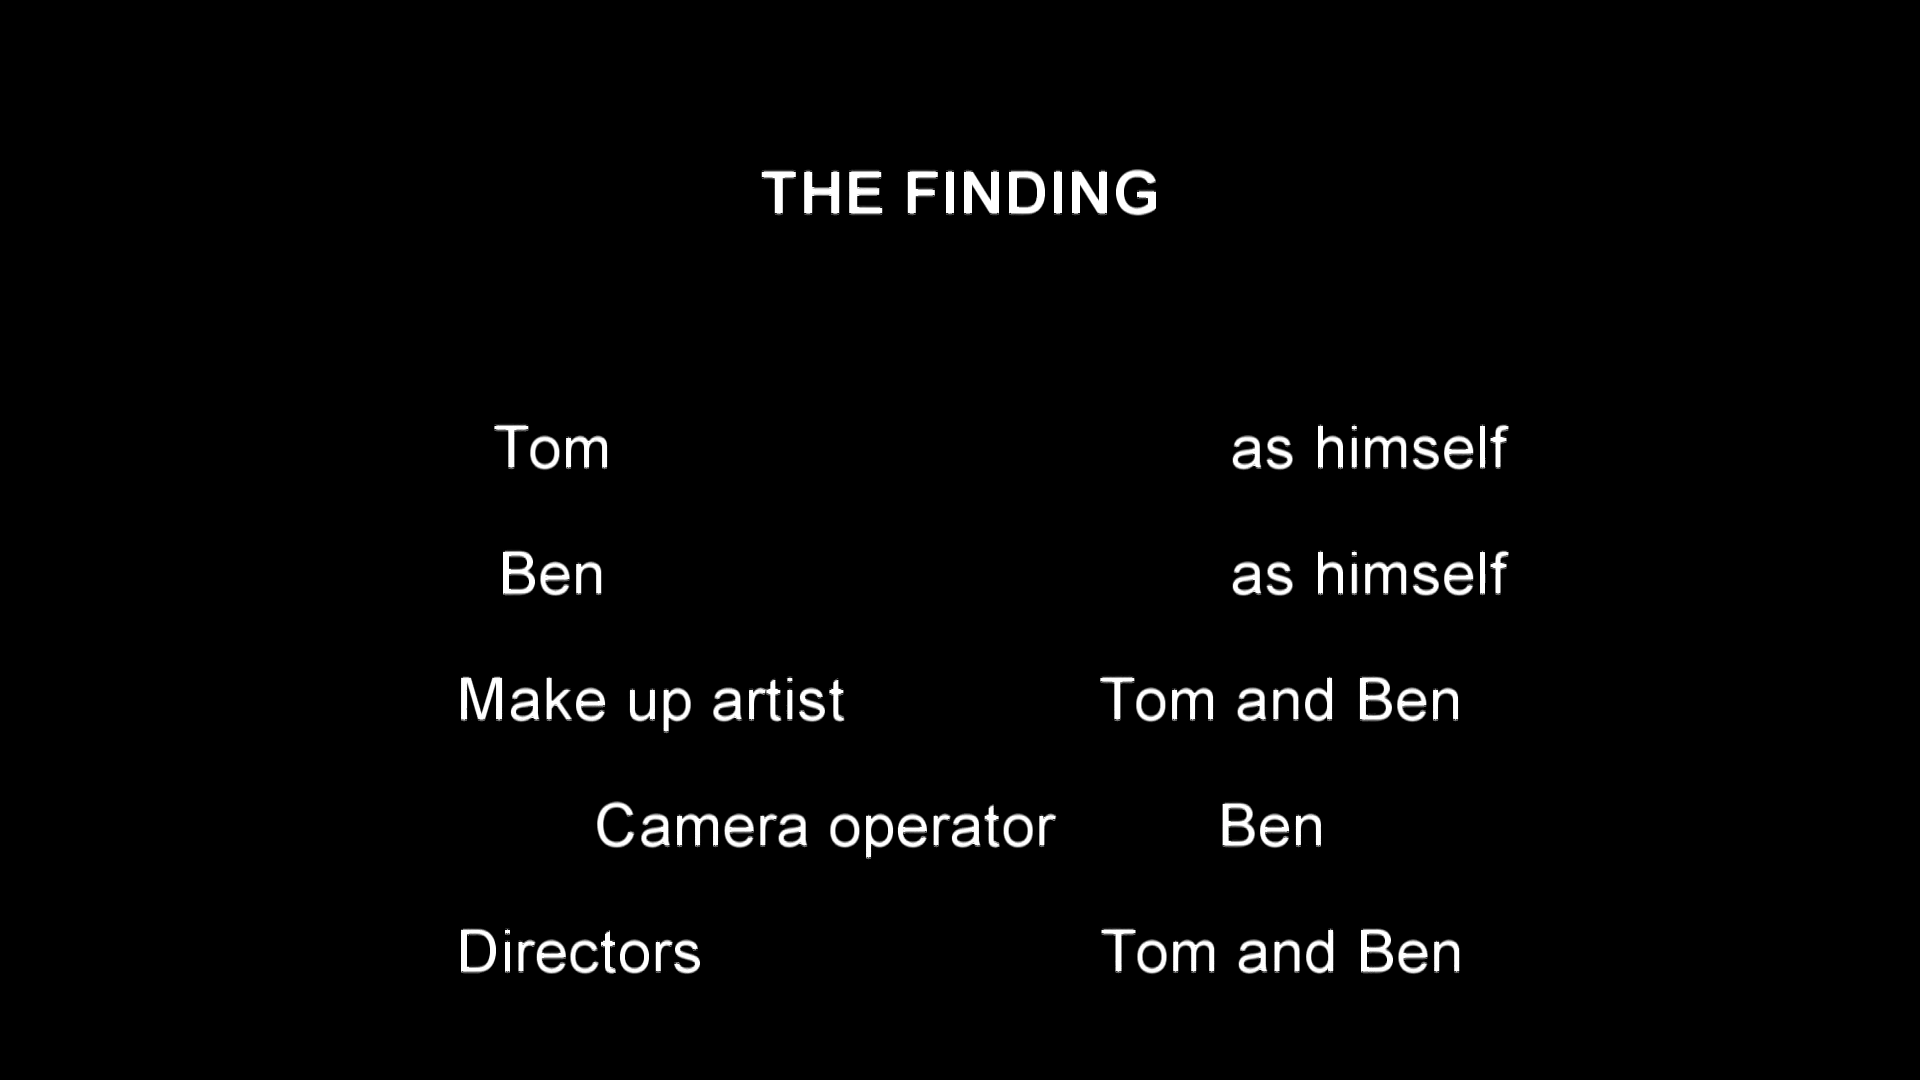 THE FINDING
Tom as himself
Ben as himself
Make up artist Tom and Ben
Camera operator Ben
Directors Tom and Ben